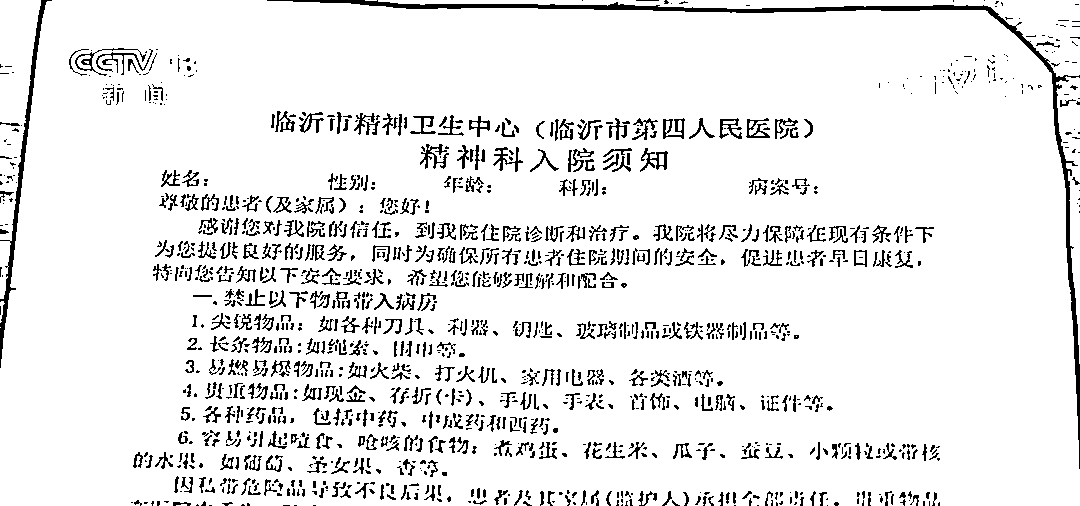 CCTV 13
新闻
临沂市精神卫生中心（临沂市第四人民医院）
精神科入院须知
姓名： 性别： 年龄： 科别： 病案号：
尊敬的患者(及家属)：您好！
感谢您对我院的信任，到我院住院诊断和治疗。我院将尽力保障在现有条件下
为您提供良好的服务，同时为确保所有患者住院期间的安全，促进患者早日康复，
特向您告知以下安全要求，希望您能够理解和配合。
一、禁止以下物品带入病房
1. 尖锐物品：如各种刀具、利器、钥匙、玻璃制品或铁器制品等。
2. 长条物品:如绳索、围巾等。
3. 易燃易爆物品:如火柴、打火机、家用电器、各类酒等。
4. 贵重物品:如现金、存折(卡)、手机、手表、首饰、电脑、证件等。
5. 各种药品，包括中药、中成药和西药。
6. 容易引起噎食、呛咳的食物：煮鸡蛋、花生米、瓜子、蚕豆、小颗粒或带核
的水果，如葡萄、圣女果、杏等。
因私带危险品导致不良后果，患者及其家属(监护人)承担全部责任。贵重物品